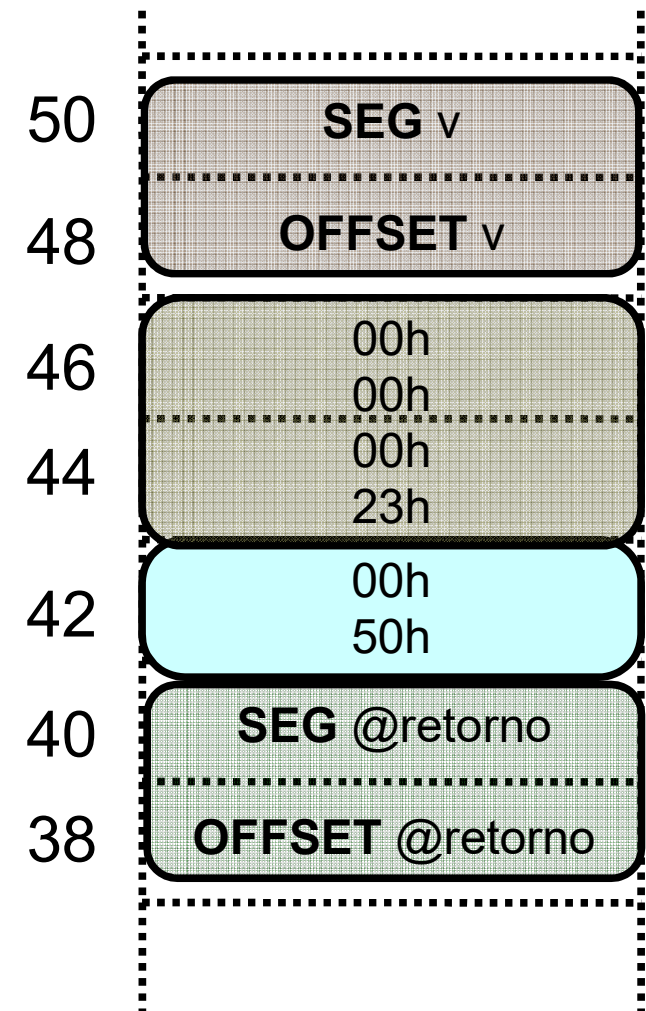 50
SEG v
48
OFFSET v
46
00h
00h
44
00h
23h
42
00h
50h
40
SEG @retorno
38
OFFSET @retorno